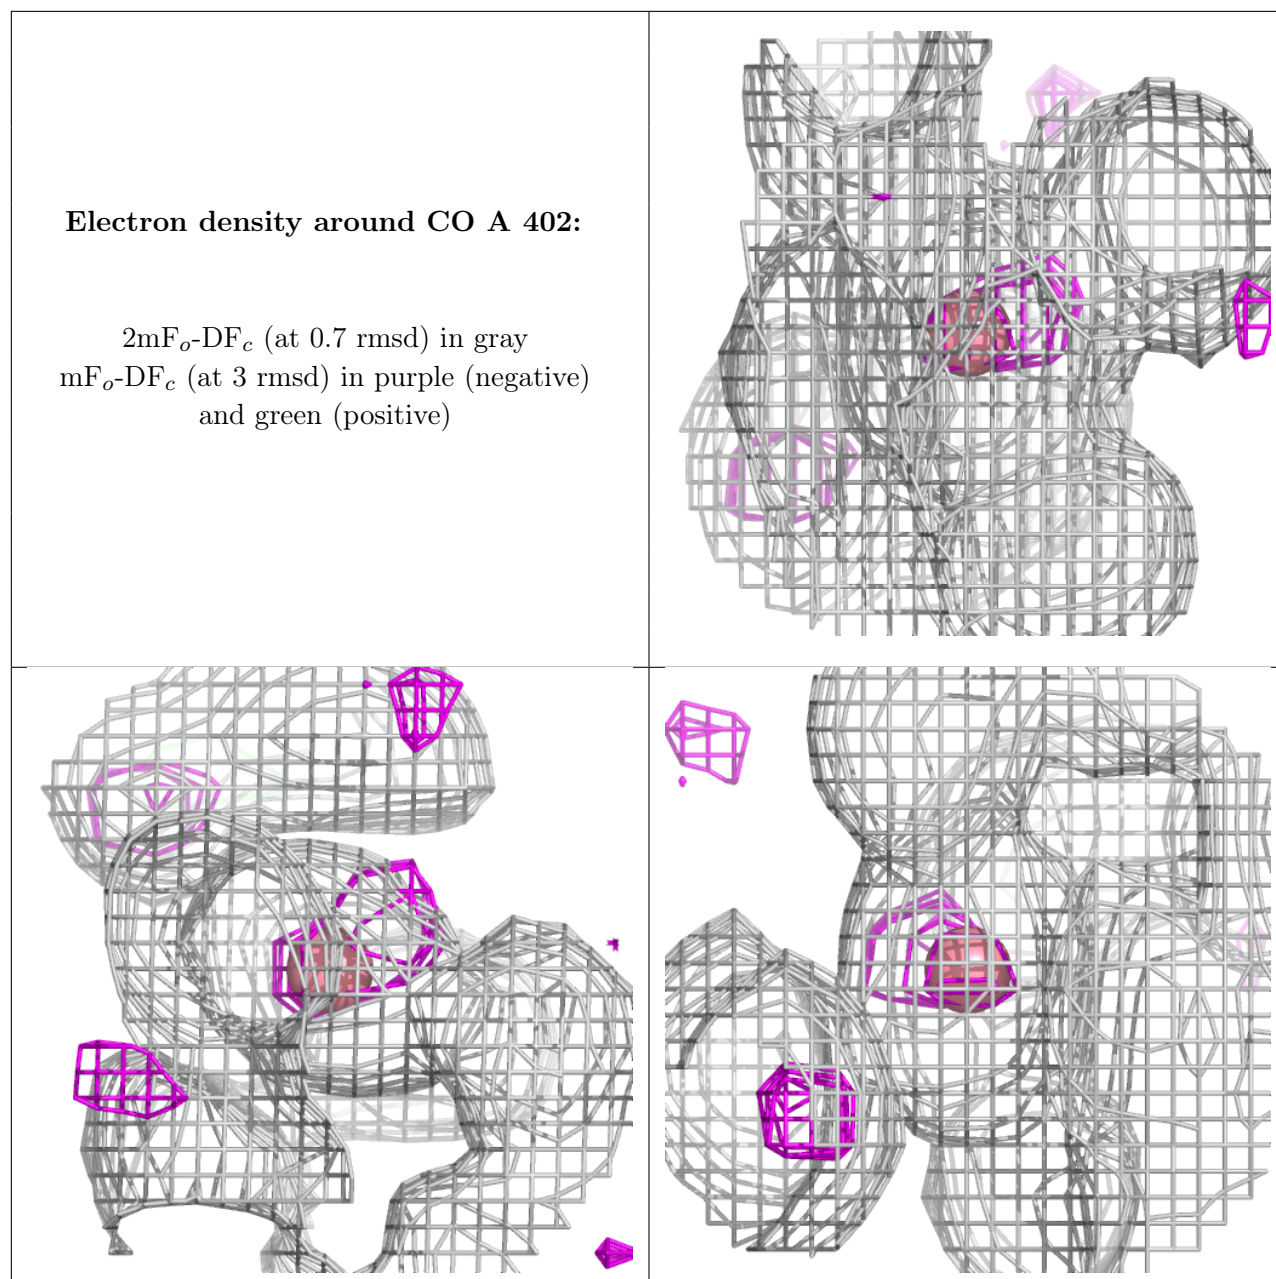 Electron density around CO A 402:
2mFo-DFc (at 0.7 rmsd) in gray
mFo-DFc (at 3 rmsd) in purple (negative)
and green (positive)